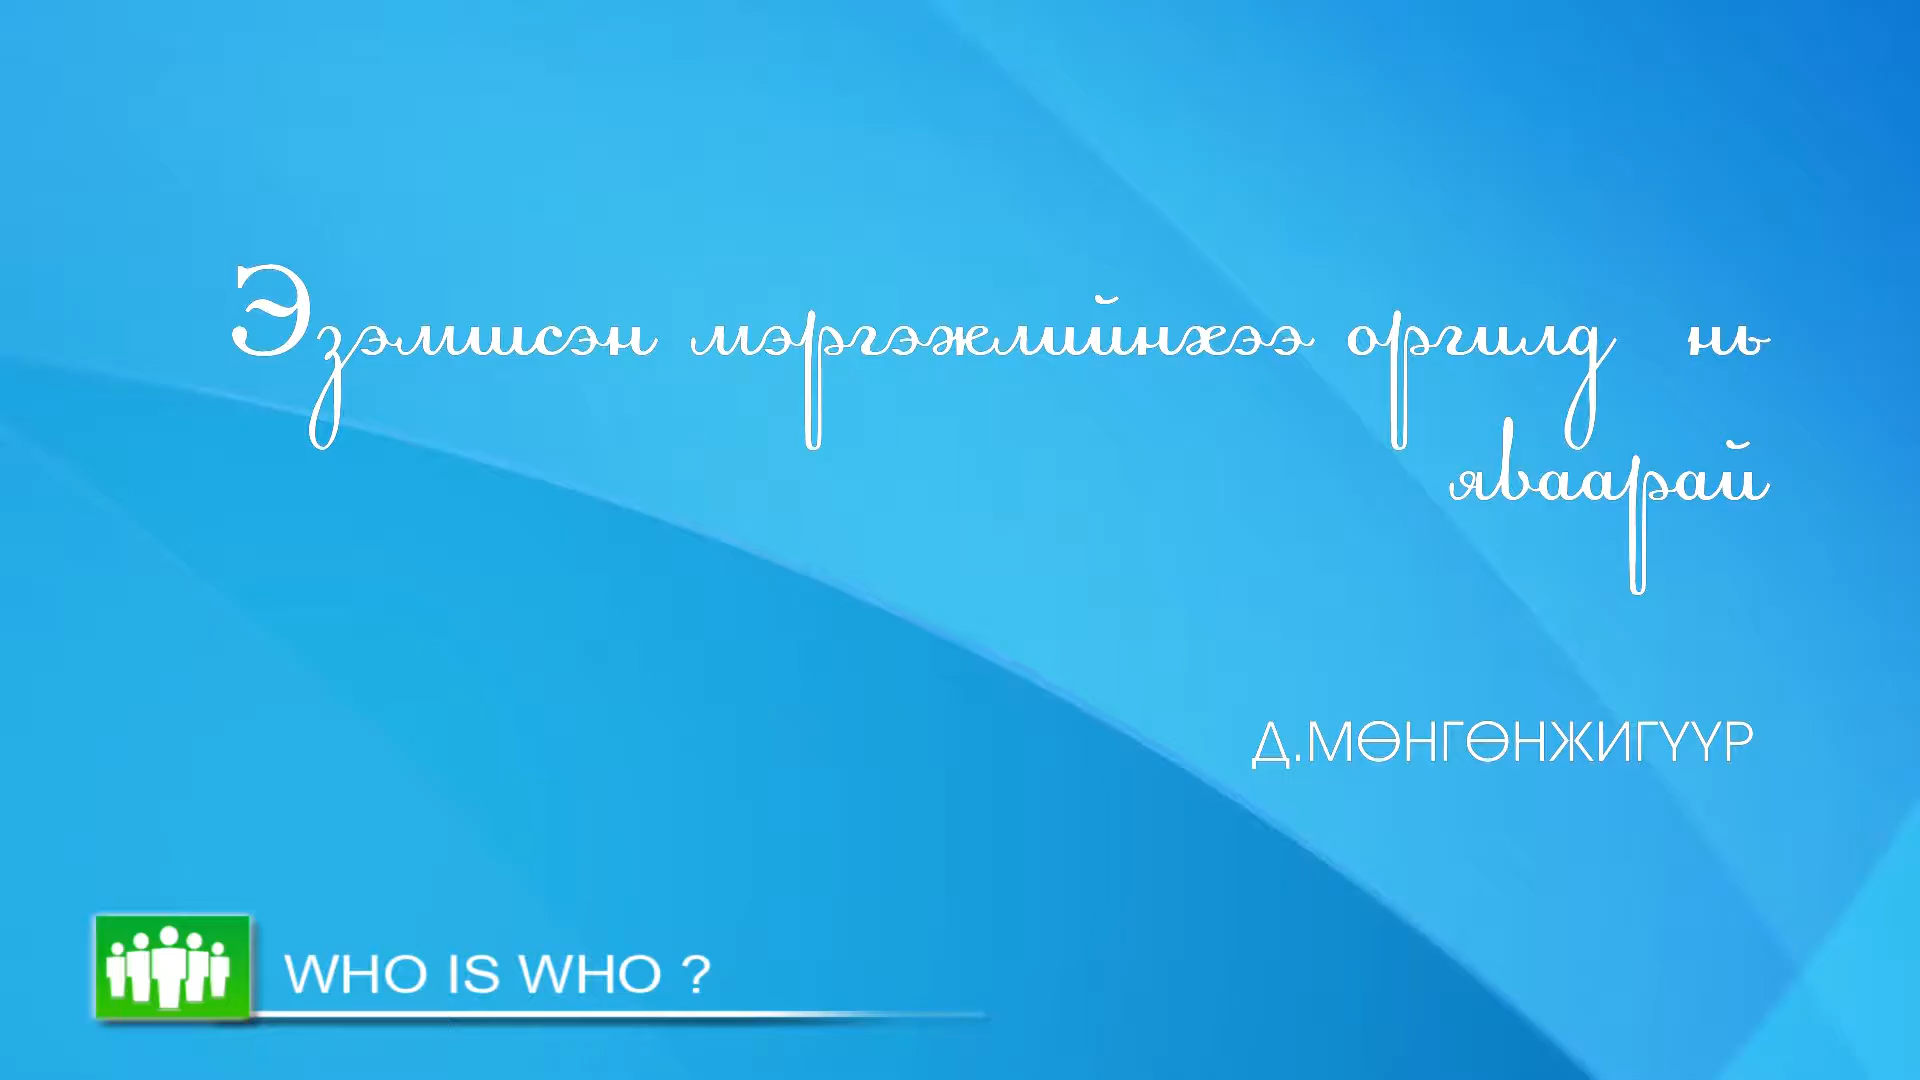 Эзэмшсэн мэргэжлийнхээ оргилд нь
яваарай
Д.МӨНГӨНЖИГҮҮР
WHO IS WHO ?